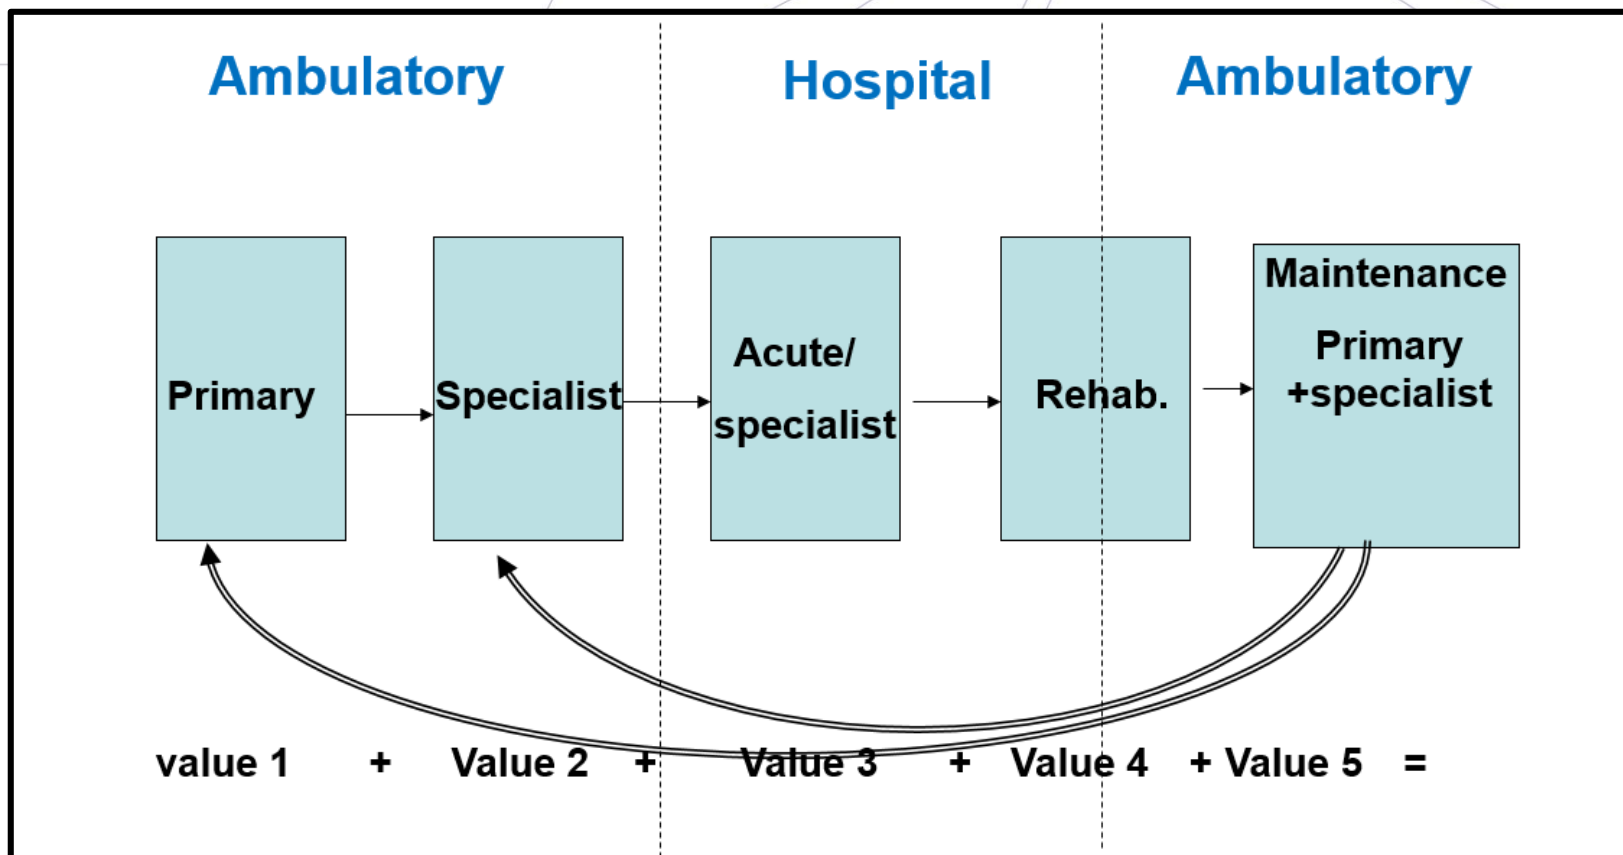 Ambulatory
Hospital
Ambulatory
Primary
Specialist
Acute/
specialist
Rehab.
Maintenance
Primary
+specialist
value 1 + Value 2 + Value 3 + Value 4 + Value 5 =